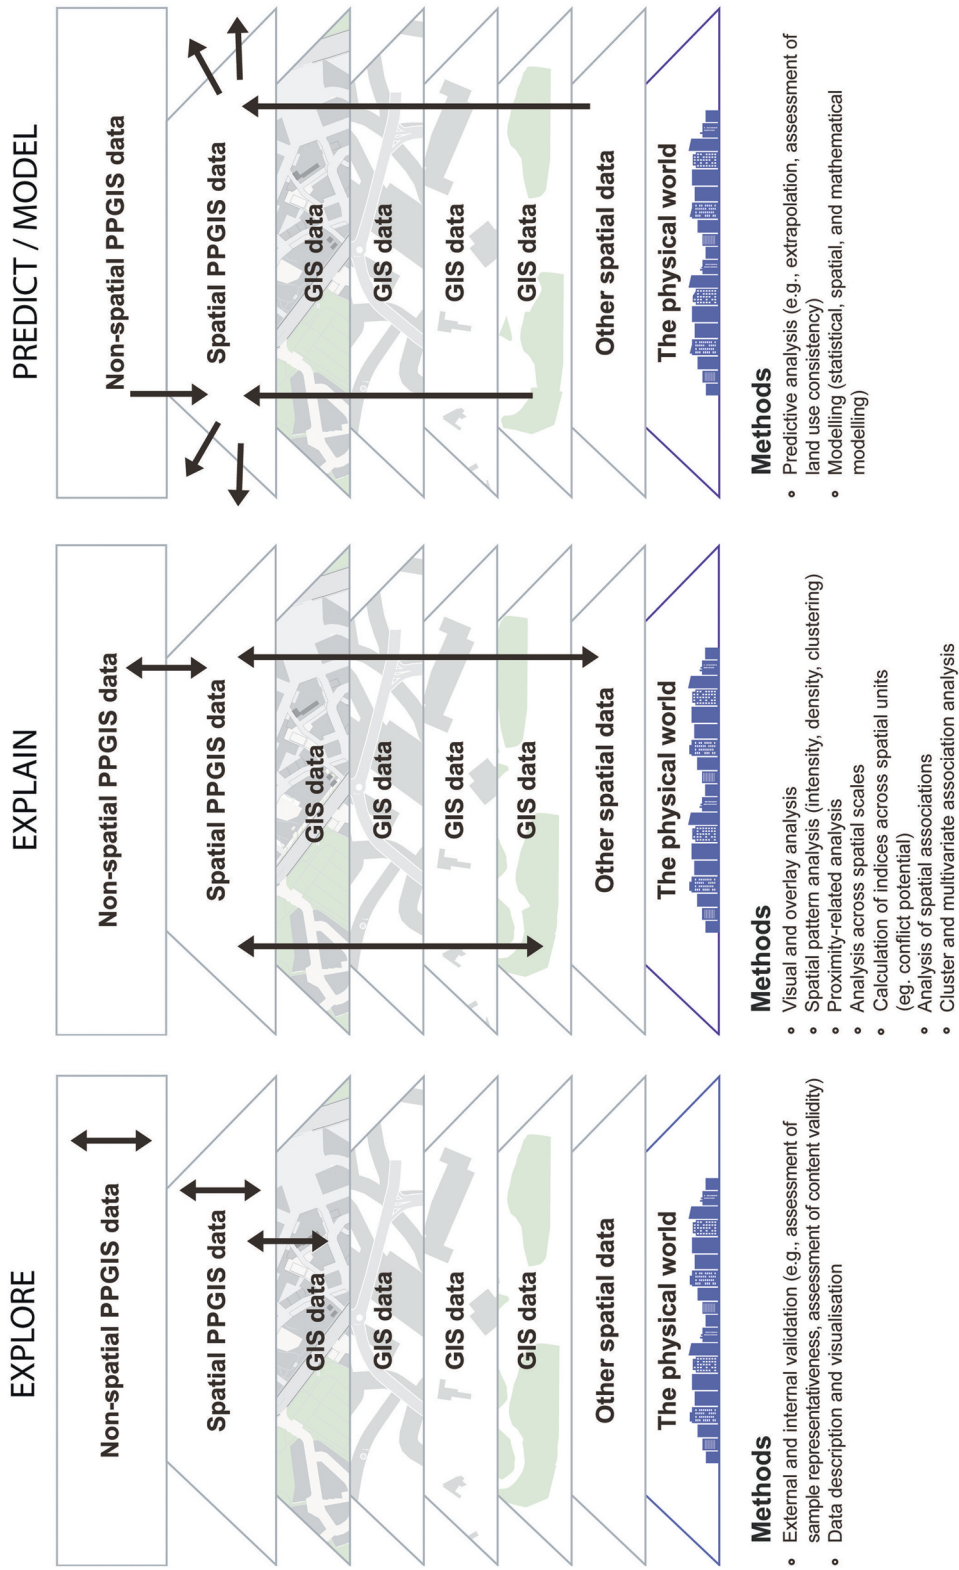 EXPLORE
Non-spatial PPGIS data
Spatial PPGIS data
GIS data
GIS data
GIS data
GIS data
Other spatial data
The physical world
Methods
External and internal validation (e.g., assessment of
sample representativeness, assessment of content validity)
Data description and visualisation
EXPLAIN
Non-spatial PPGIS data
Spatial PPGIS data
GIS data
GIS data
GIS data
GIS data
Other spatial data
The physical world
Methods
Visual and overlay analysis
Spatial pattern analysis (intensity, density, clustering)
Proximity-related analysis
Analysis across spatial scales
Calculation of indices across spatial units
(eg. conflict potential)
Analysis of spatial associations
Cluster and multivariate association analysis
PREDICT / MODEL
Non-spatial PPGIS data
Spatial PPGIS data
GIS data
GIS data
GIS data
GIS data
Other spatial data
The physical world
Methods
Predictive analysis (e.g., extrapolation, assessment of
land use consistency)
Modelling (statistical, spatial, and mathematical
modelling)